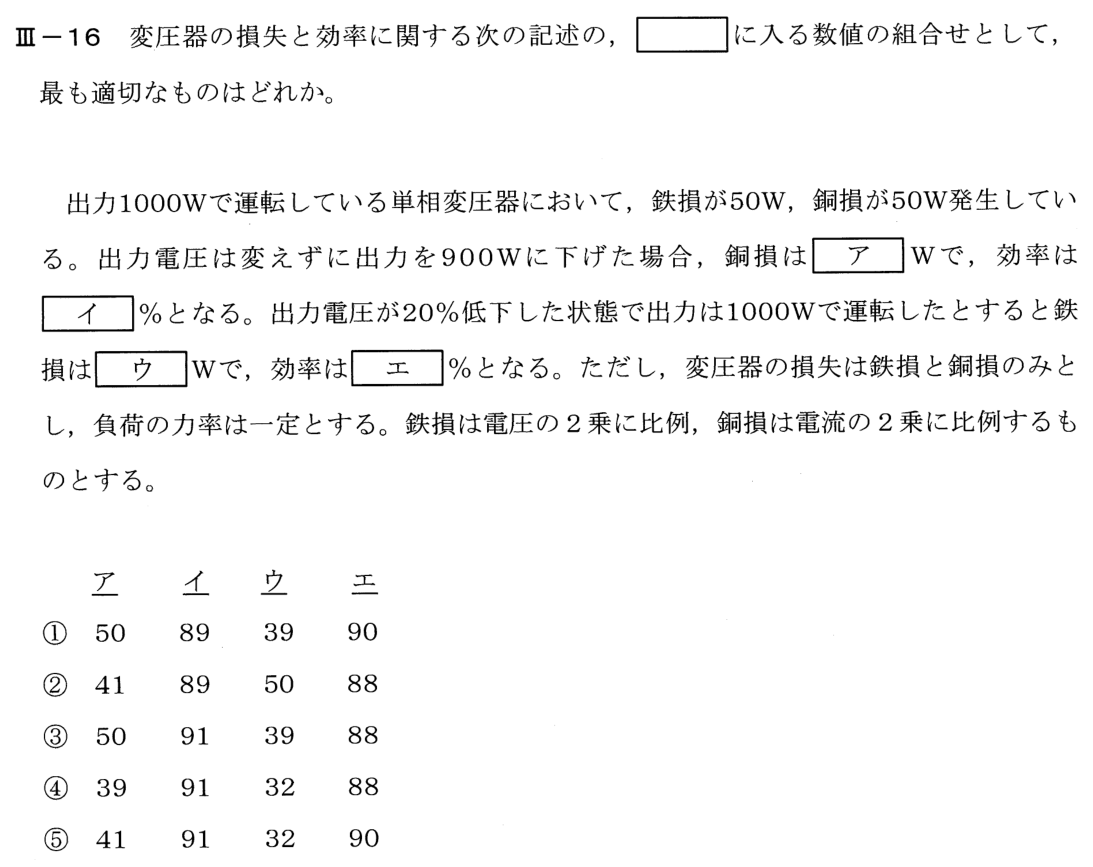 Ⅲ－16　変圧器の損失と効率に関する次の記述の，　　　に入る数値の組合せとして，
最も適切なものはどれか。
出力1000Wで運転している単相変圧器において，鉄損が50W，銅損が50W発生してい
る。出力電圧は変えずに出力を900Wに下げた場合，銅損は ア Wで，効率は
イ ％となる。出力電圧が20％低下した状態で出力は1000Wで運転したとすると鉄
損は ウ Wで，効率は エ ％となる。ただし，変圧器の損失は鉄損と銅損のみと
し，負荷の力率は一定とする。鉄損は電圧の２乗に比例，銅損は電流の２乗に比例するも
のとする。
ア　イ　ウ　エ
① 50　89　39　90
② 41　89　50　88
③ 50　91　39　88
④ 39　91　32　88
⑤ 41　91　32　90